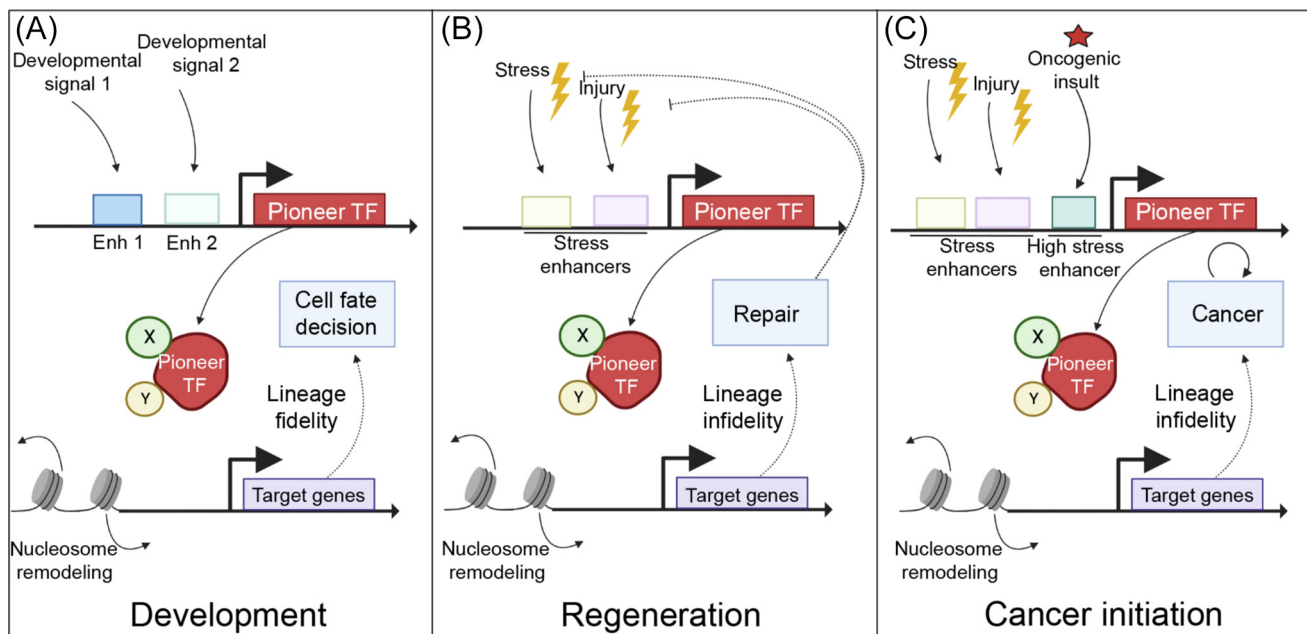 (A)
Developmental
signal 1
Developmental
signal 2
Enh 1
Enh 2
Pioneer TF
Cell fate
decision
X
Y
Pioneer
TF
Lineage
fidelity
Target genes
Nucleosome
remodeling
Development
(B)
Stress
Injury
Pioneer TF
Stress
enhancers
Repair
X
Y
Pioneer
TF
Lineage
infidelity
Target genes
Nucleosome
remodeling
Regeneration
(C)
Stress
Injury
Oncogenic
insult
Pioneer TF
Stress
enhancers
High stress
enhancer
Cancer
X
Y
Pioneer
TF
Lineage
infidelity
Target genes
Nucleosome
remodeling
Cancer initiation